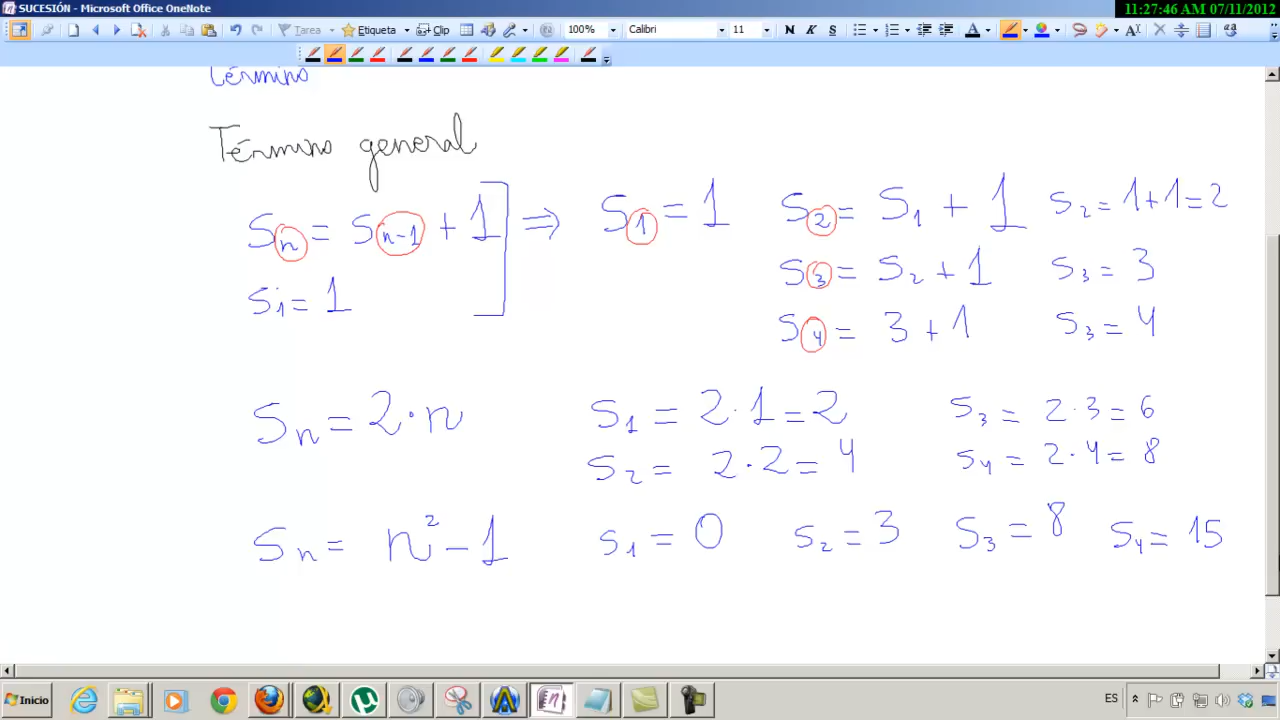 SUCESIÓN - Microsoft Office OneNote
11:27:46 AM 07/11/2012
Tarea Etiqueta Clip 100% Calibri 11 N K S
término
Término general
Sn = Sn-1 + 1 ] ⇒ S1 = 1 S2 = S1 + 1 S2 = 1+1 = 2
S1 = 1 S3 = S2 + 1 S3 = 3
S4 = 3 + 1 S3 = 4
Sn = 2·n S1 = 2·1 = 2 S3 = 2·3 = 6
S2 = 2·2 = 4 S4 = 2·4 = 8
Sn = n² - 1 S1 = 0 S2 = 3 S3 = 8 S4 = 15
Inicio ES